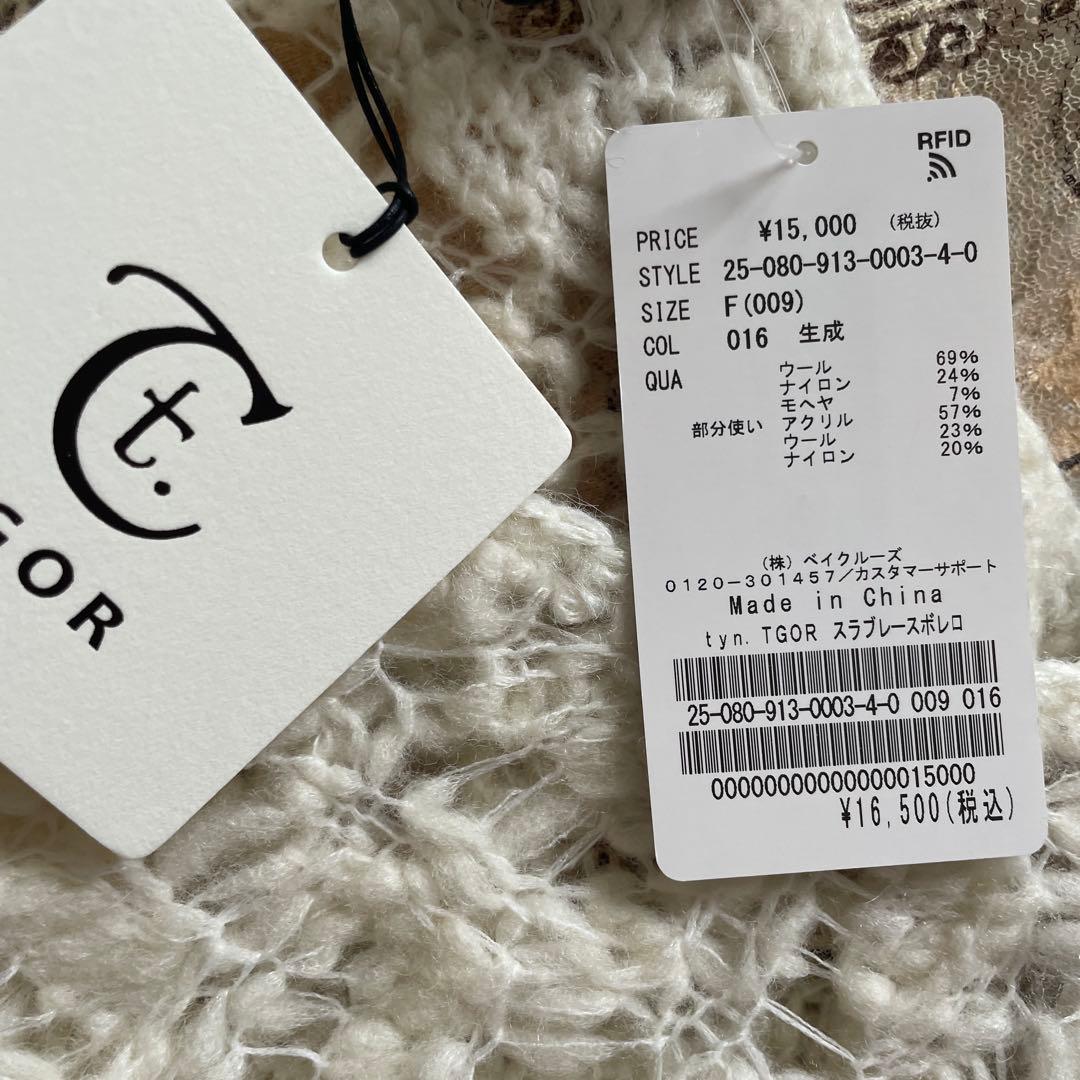 t.
GOR
RFID
PRICE ¥15,000 (税抜)
STYLE 25-080-913-0003-4-0
SIZE F(009)
COL 016 生成
QUA ウール 69%
ナイロン 24%
モヘヤ 7%
部分使い アクリル 57%
ウール 23%
ナイロン 20%
(株) ベイクルーズ
0120-301457/カスタマーサポート
Made in China
tyn. TGOR スラブレースボレロ
25-080-913-0003-4-0 009 016
000000000000000015000
¥16,500(税込)